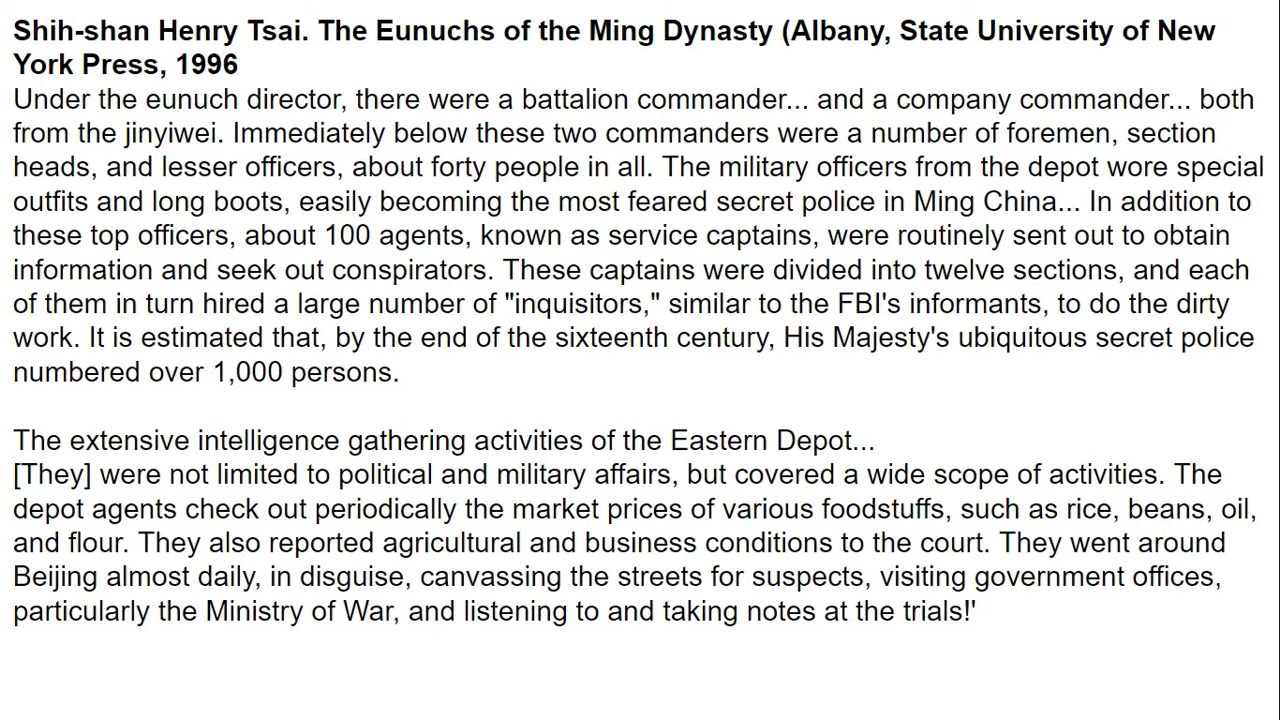 Shih-shan Henry Tsai. The Eunuchs of the Ming Dynasty (Albany, State University of New
York Press, 1996
Under the eunuch director, there were a battalion commander... and a company commander... both
from the jinyiwei. Immediately below these two commanders were a number of foremen, section
heads, and lesser officers, about forty people in all. The military officers from the depot wore special
outfits and long boots, easily becoming the most feared secret police in Ming China... In addition to
these top officers, about 100 agents, known as service captains, were routinely sent out to obtain
information and seek out conspirators. These captains were divided into twelve sections, and each
of them in turn hired a large number of "inquisitors," similar to the FBI's informants, to do the dirty
work. It is estimated that, by the end of the sixteenth century, His Majesty's ubiquitous secret police
numbered over 1,000 persons.
The extensive intelligence gathering activities of the Eastern Depot...
[They] were not limited to political and military affairs, but covered a wide scope of activities. The
depot agents check out periodically the market prices of various foodstuffs, such as rice, beans, oil,
and flour. They also reported agricultural and business conditions to the court. They went around
Beijing almost daily, in disguise, canvassing the streets for suspects, visiting government offices,
particularly the Ministry of War, and listening to and taking notes at the trials!'